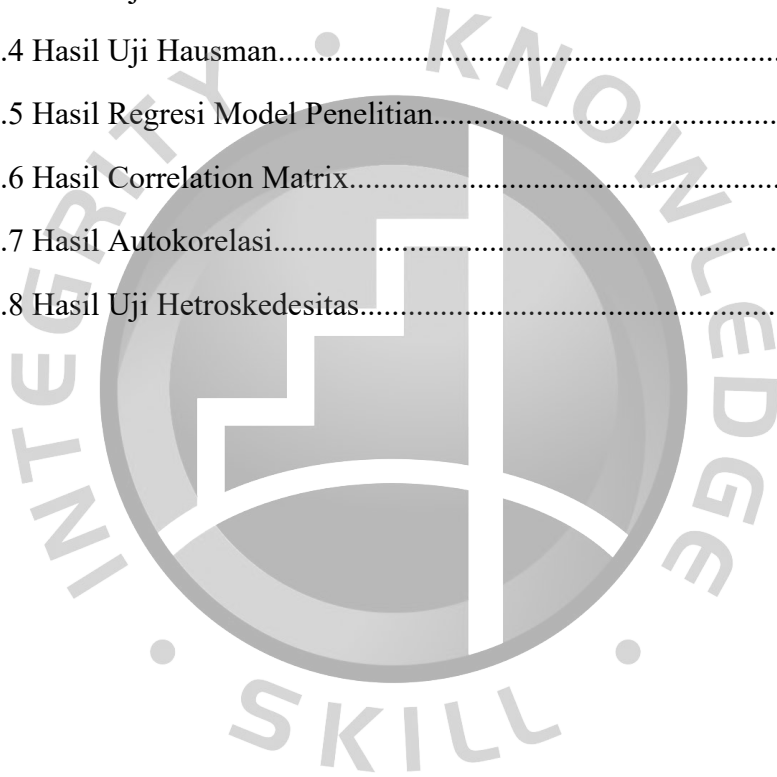 .4 Hasil Uji Hausman
.5 Hasil Regresi Model Penelitian
.6 Hasil Correlation Matrix
.7 Hasil Autokorelasi
.8 Hasil Uji Hetroskedesitas
INTEGRITY • KNOWLEDGE • SKILL •